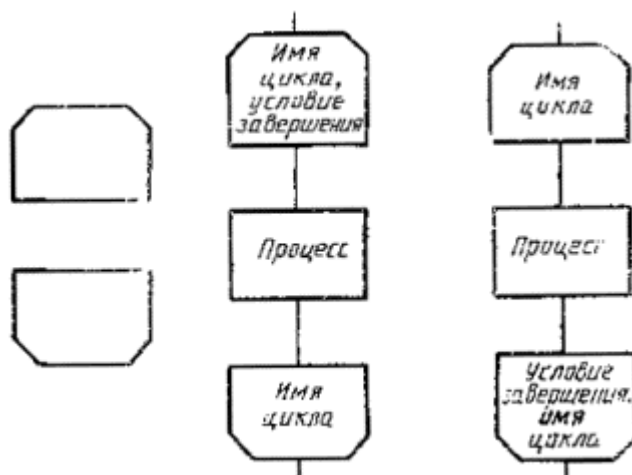 Имя
цикла,
условие
завершения
Процесс
Имя
цикла
Имя
цикла
Процесс
Условие
завершения,
имя
цикла